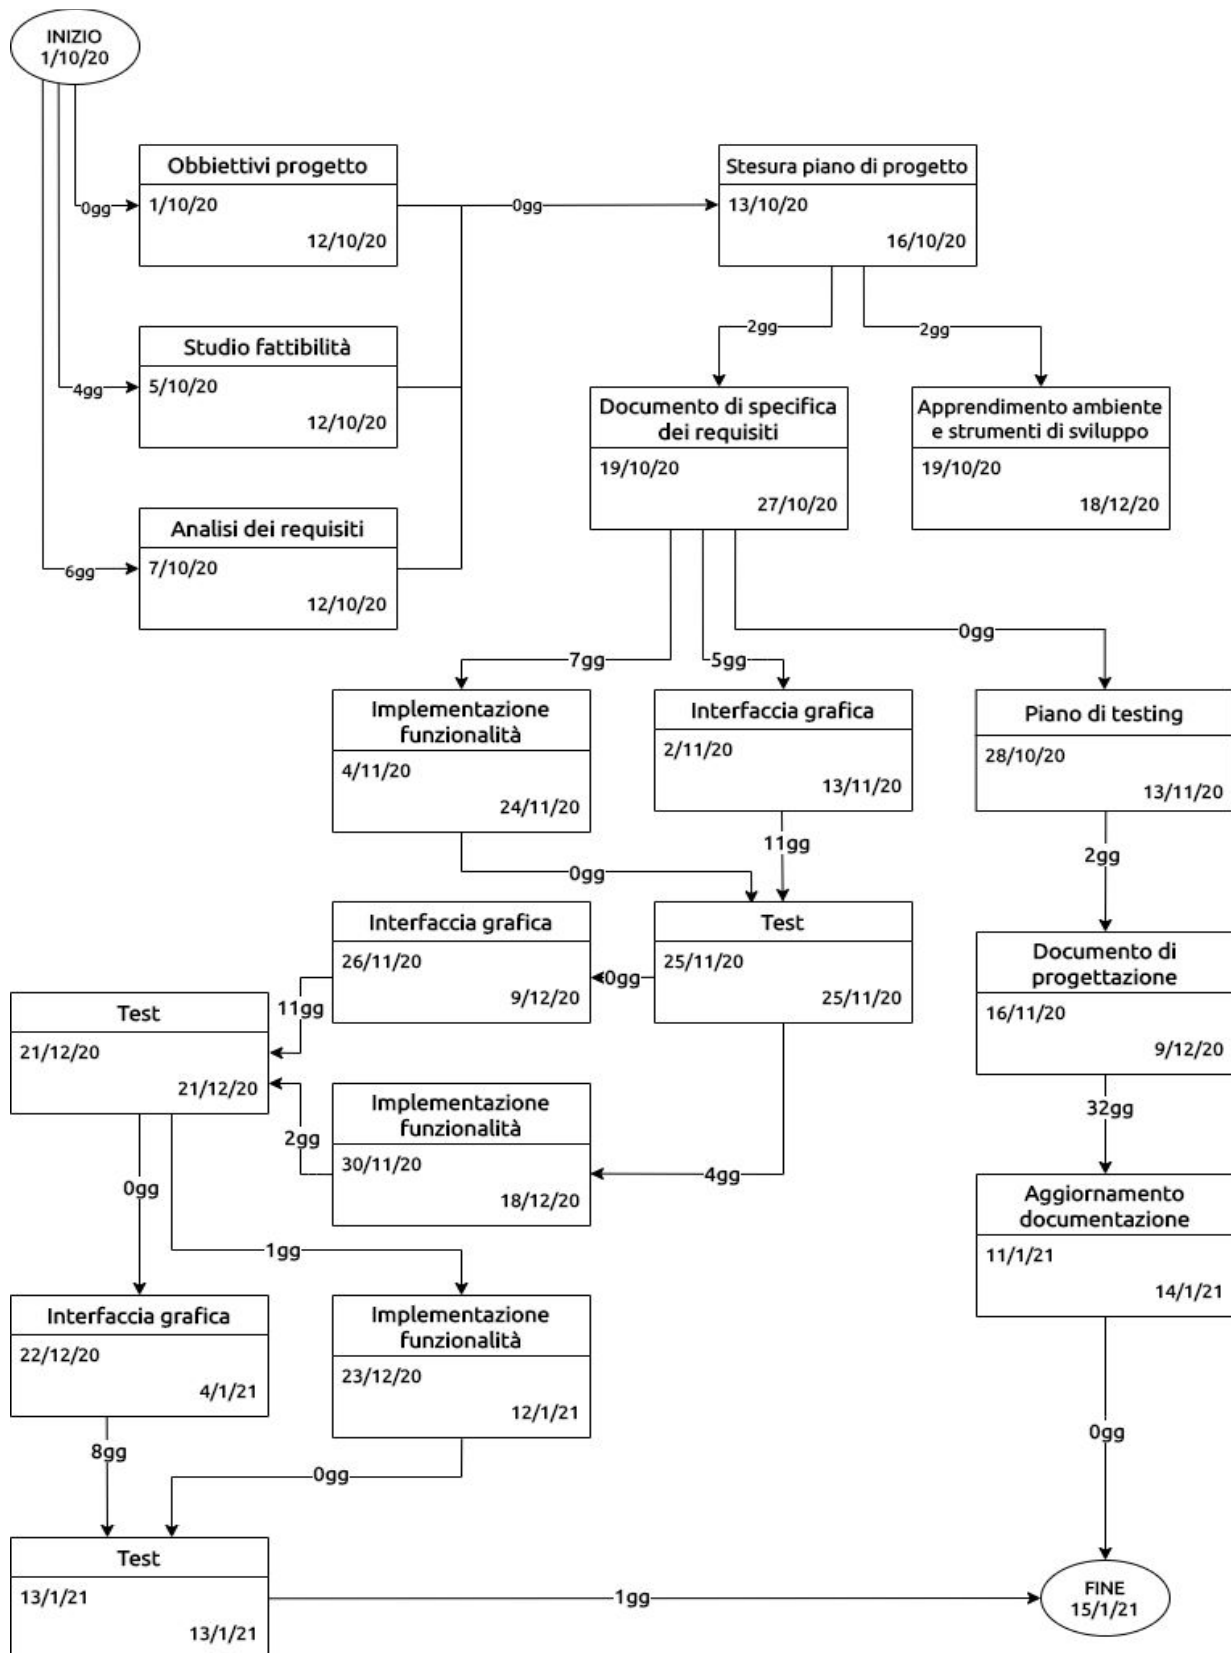 INIZIO
1/10/20
Obbiettivi progetto
0gg
1/10/20
12/10/20
0gg
Stesura piano di progetto
13/10/20
16/10/20
Studio fattibilità
4gg
5/10/20
12/10/20
2gg
2gg
Documento di specifica
dei requisiti
19/10/20
27/10/20
Apprendimento ambiente
e strumenti di sviluppo
19/10/20
18/12/20
Analisi dei requisiti
6gg
7/10/20
12/10/20
7gg
5gg
0gg
Implementazione
funzionalità
4/11/20
24/11/20
Interfaccia grafica
2/11/20
13/11/20
Piano di testing
28/10/20
13/11/20
0gg
11gg
2gg
Interfaccia grafica
26/11/20
9/12/20
0gg
Test
25/11/20
25/11/20
Documento di
progettazione
16/11/20
9/12/20
Test
21/12/20
21/12/20
11gg
2gg
Implementazione
funzionalità
30/11/20
18/12/20
4gg
32gg
Aggiornamento
documentazione
11/1/21
14/1/21
0gg
1gg
Interfaccia grafica
22/12/20
4/1/21
Implementazione
funzionalità
23/12/20
12/1/21
8gg
0gg
0gg
Test
13/1/21
13/1/21
1gg
FINE
15/1/21